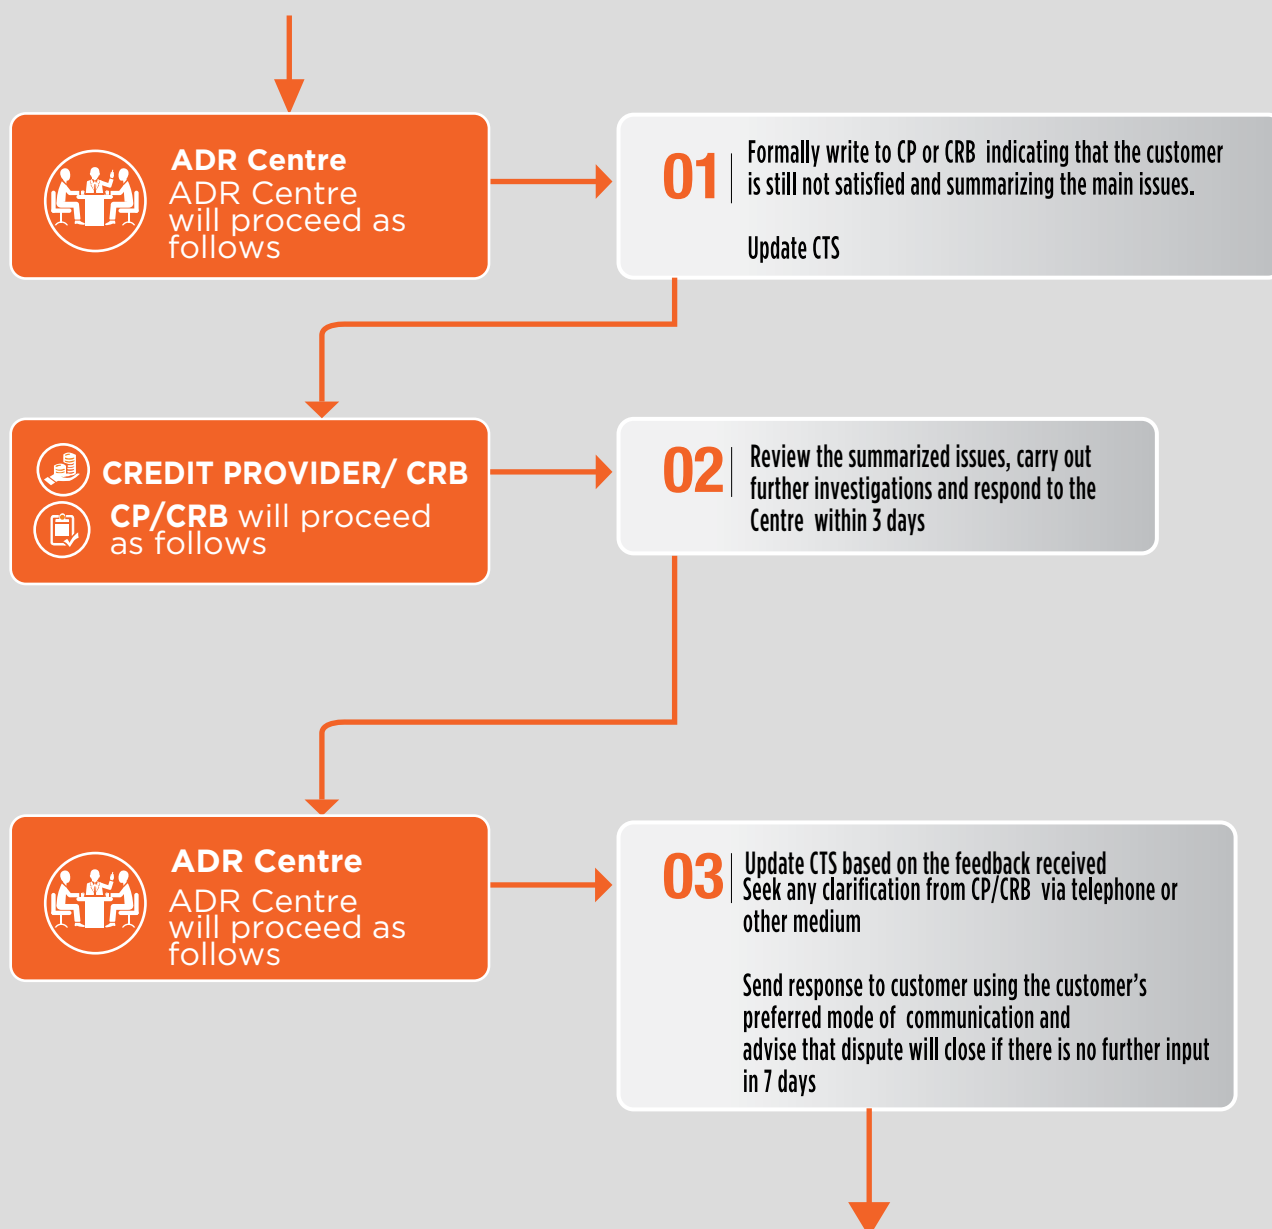 ADR Centre
ADR Centre
will proceed as
follows
01
Formally write to CP or CRB indicating that the customer
is still not satisfied and summarizing the main issues.
Update CTS
CREDIT PROVIDER/ CRB
CP/CRB will proceed
as follows
02
Review the summarized issues, carry out
further investigations and respond to the
Centre within 3 days
ADR Centre
ADR Centre
will proceed as
follows
03
Update CTS based on the feedback received
Seek any clarification from CP/CRB via telephone or
other medium
Send response to customer using the customer's
preferred mode of communication and
advise that dispute will close if there is no further input
in 7 days